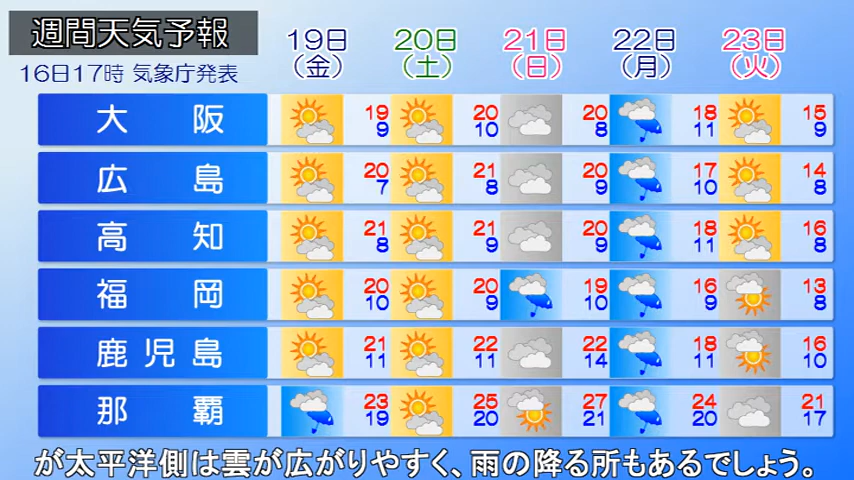 週間天気予報
16日17時 気象庁発表
19日 20日 21日 22日 23日
（金） （土） （日） （月） （火）
大阪 19 9 20 10 20 8 18 11 15 9
広島 20 7 21 8 20 9 17 10 14 8
高知 21 8 21 9 20 9 18 11 16 8
福岡 20 10 20 9 19 10 16 9 13 8
鹿児島 21 11 22 11 22 14 18 11 16 10
那覇 23 19 25 20 27 21 24 20 21 17
が太平洋側は雲が広がりやすく、雨の降る所もあるでしょう。